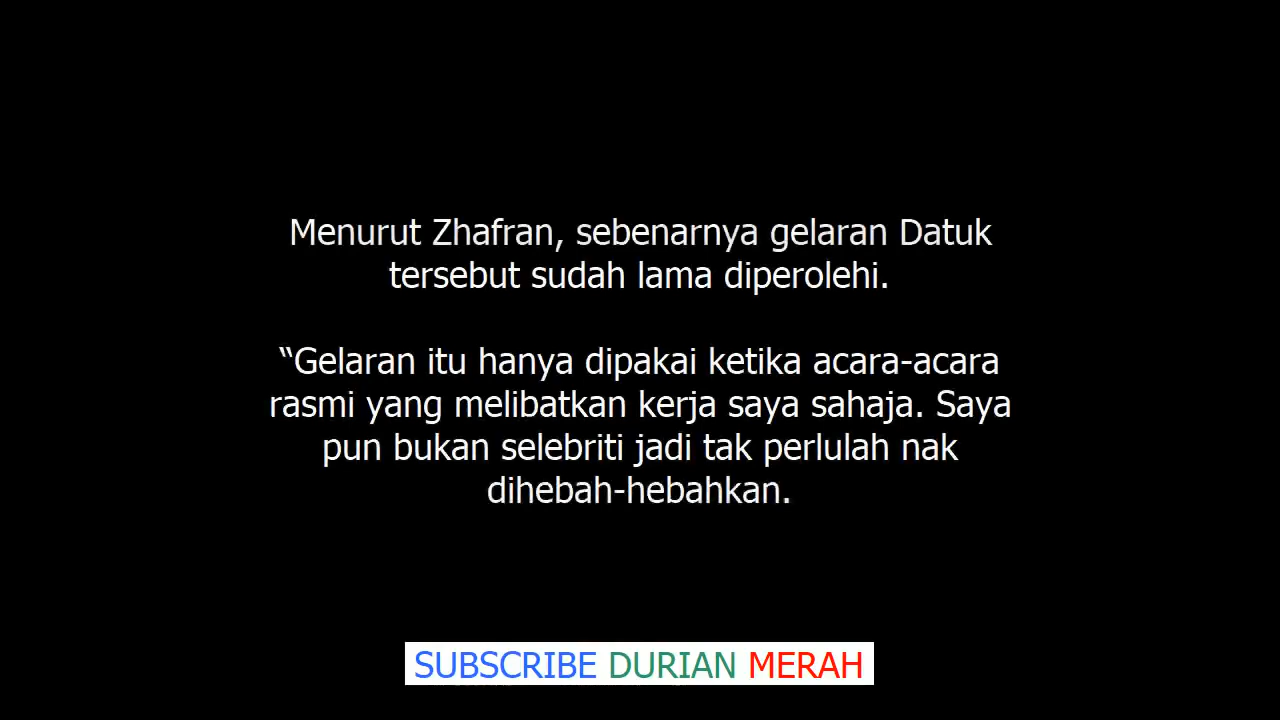 Menurut Zhafran, sebenarnya gelaran Datuk
tersebut sudah lama diperolehi.
“Gelaran itu hanya dipakai ketika acara-acara
rasmi yang melibatkan kerja saya sahaja. Saya
pun bukan selebriti jadi tak perlulah nak
dihebah-hebahkan.
SUBSCRIBE DURIAN MERAH